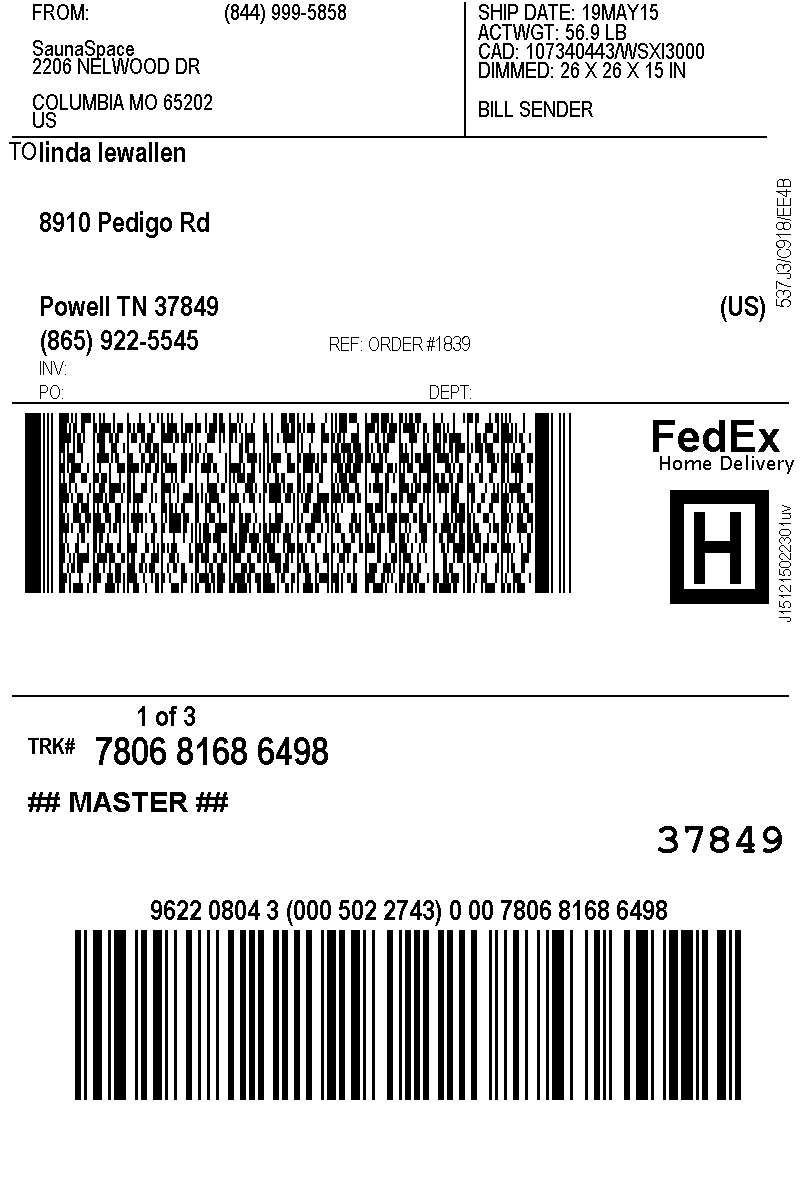 FROM: (844) 999-5858
SaunaSpace
2206 NELWOOD DR
COLUMBIA MO 65202
US
SHIP DATE: 19MAY15
ACTWGT: 56.9 LB
CAD: 107340443/WSXI3000
DIMMED: 26 X 26 X 15 IN
BILL SENDER
TO linda lewallen
8910 Pedigo Rd
Powell TN 37849 (US)
(865) 922-5545 REF: ORDER #1839
INV:
PO: DEPT:
537J3/C918/EE4B
FedEx
Home Delivery
H
J151215022301uv
1 of 3
TRK# 7806 8168 6498
## MASTER ##
37849
9622 0804 3 (000 502 2743) 0 00 7806 8168 6498